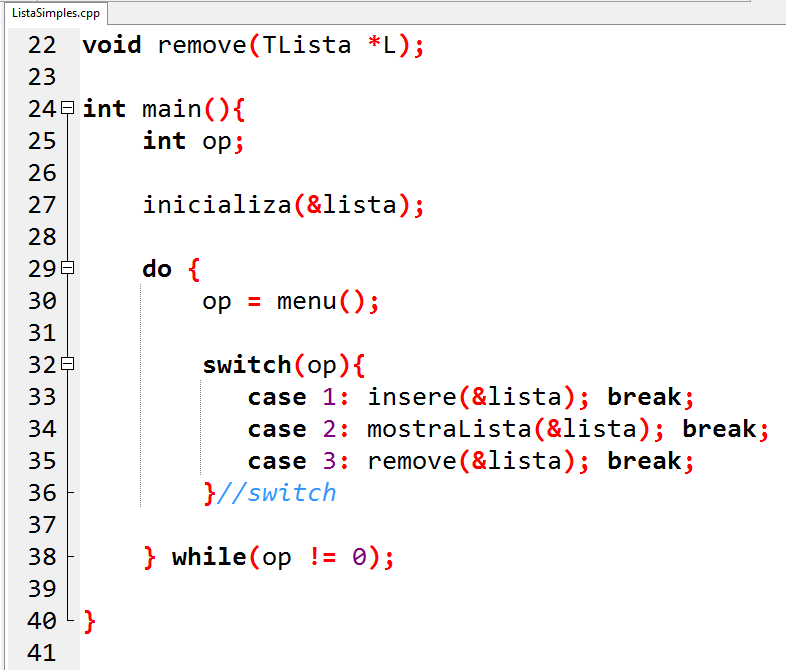 ListaSimples.cpp
22 void remove(TLista *L);
23
24 int main(){
25     int op;
26
27     inicializa(&lista);
28
29     do {
30         op = menu();
31
32         switch(op){
33            case 1: insere(&lista); break;
34            case 2: mostraLista(&lista); break;
35            case 3: remove(&lista); break;
36         }//switch
37
38     } while(op != 0);
39
40 }
41